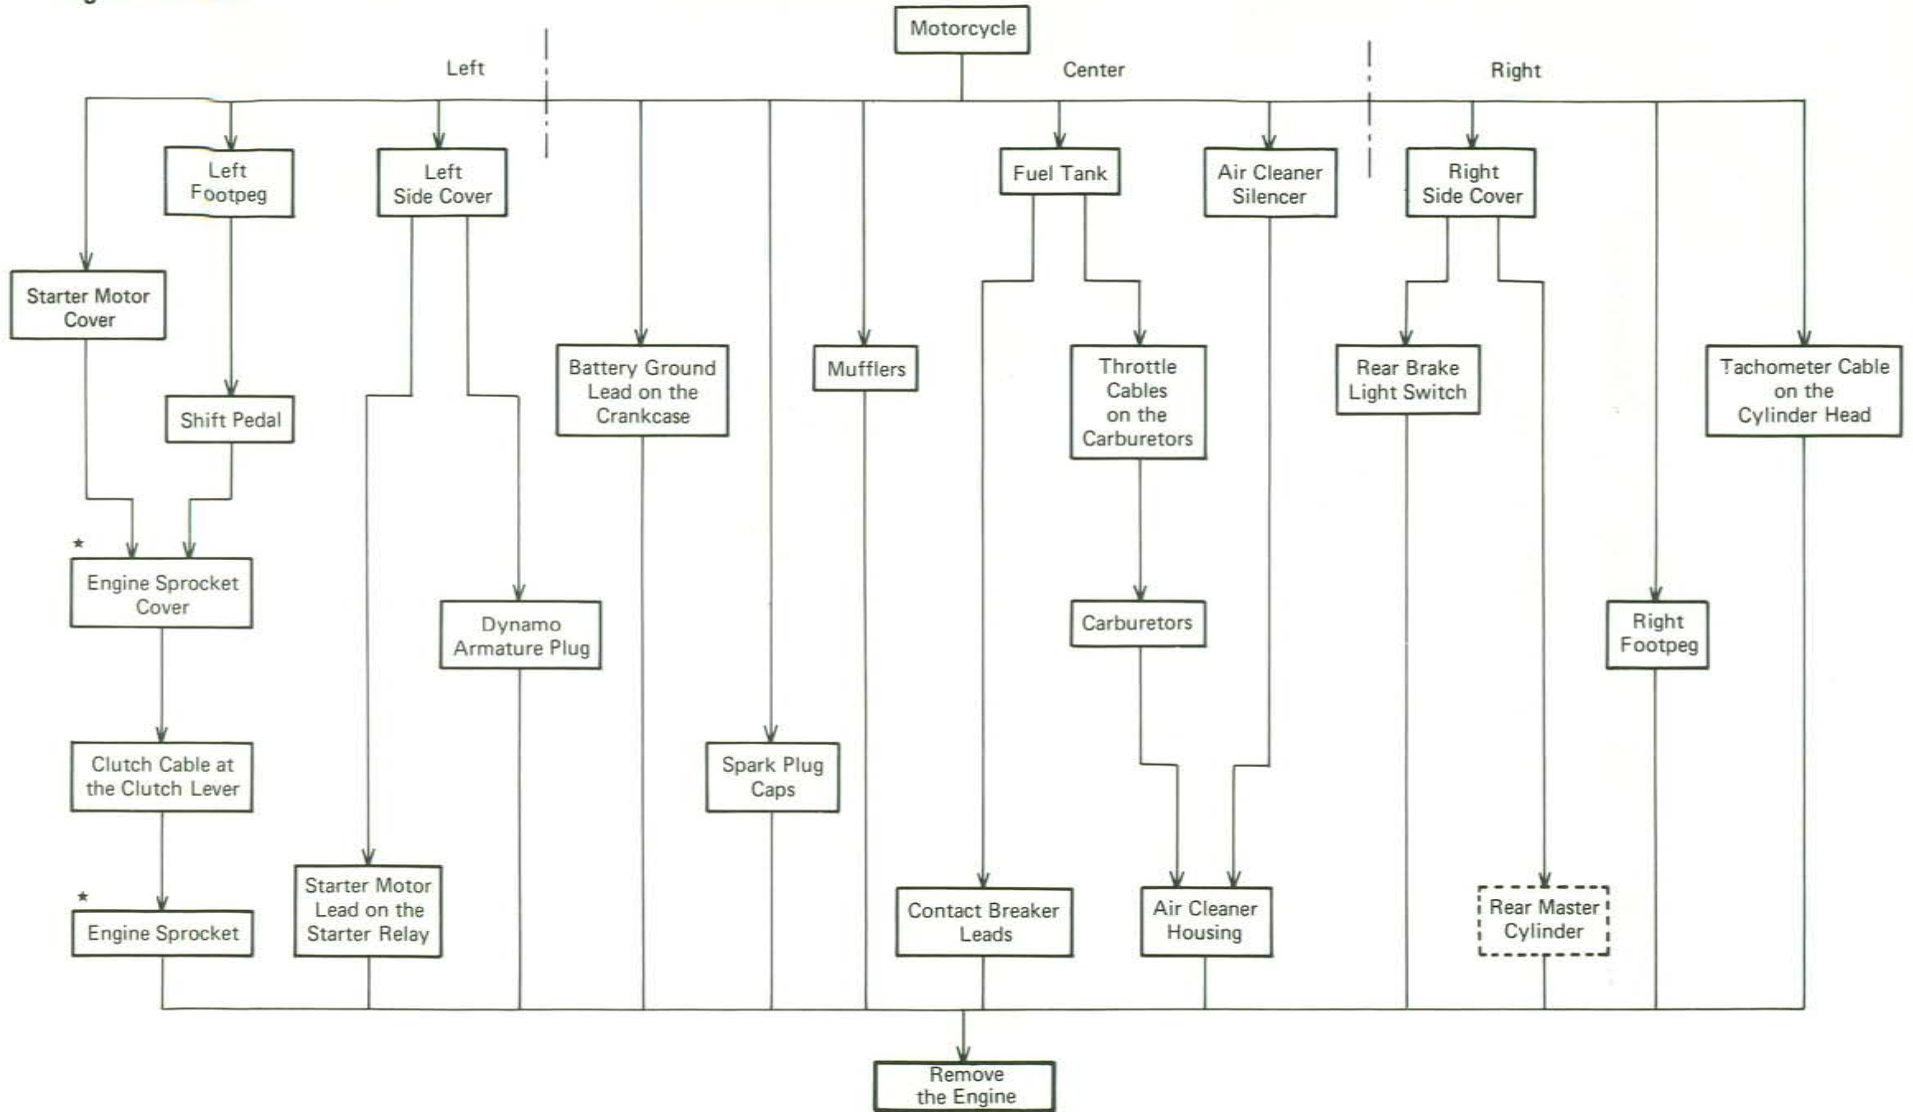 Motorcycle
Left
Center
Right
Left
Footpeg
Left
Side Cover
Fuel Tank
Air Cleaner
Silencer
Right
Side Cover
Starter Motor
Cover
Battery Ground
Lead on the
Crankcase
Mufflers
Throttle
Cables
on the
Carburetors
Rear Brake
Light Switch
Tachometer Cable
on the
Cylinder Head
Shift Pedal
★
Engine Sprocket
Cover
Dynamo
Armature Plug
Carburetors
Right
Footpeg
Clutch Cable at
the Clutch Lever
Spark Plug
Caps
★
Engine Sprocket
Starter Motor
Lead on the
Starter Relay
Contact Breaker
Leads
Air Cleaner
Housing
Rear Master
Cylinder
Remove
the Engine